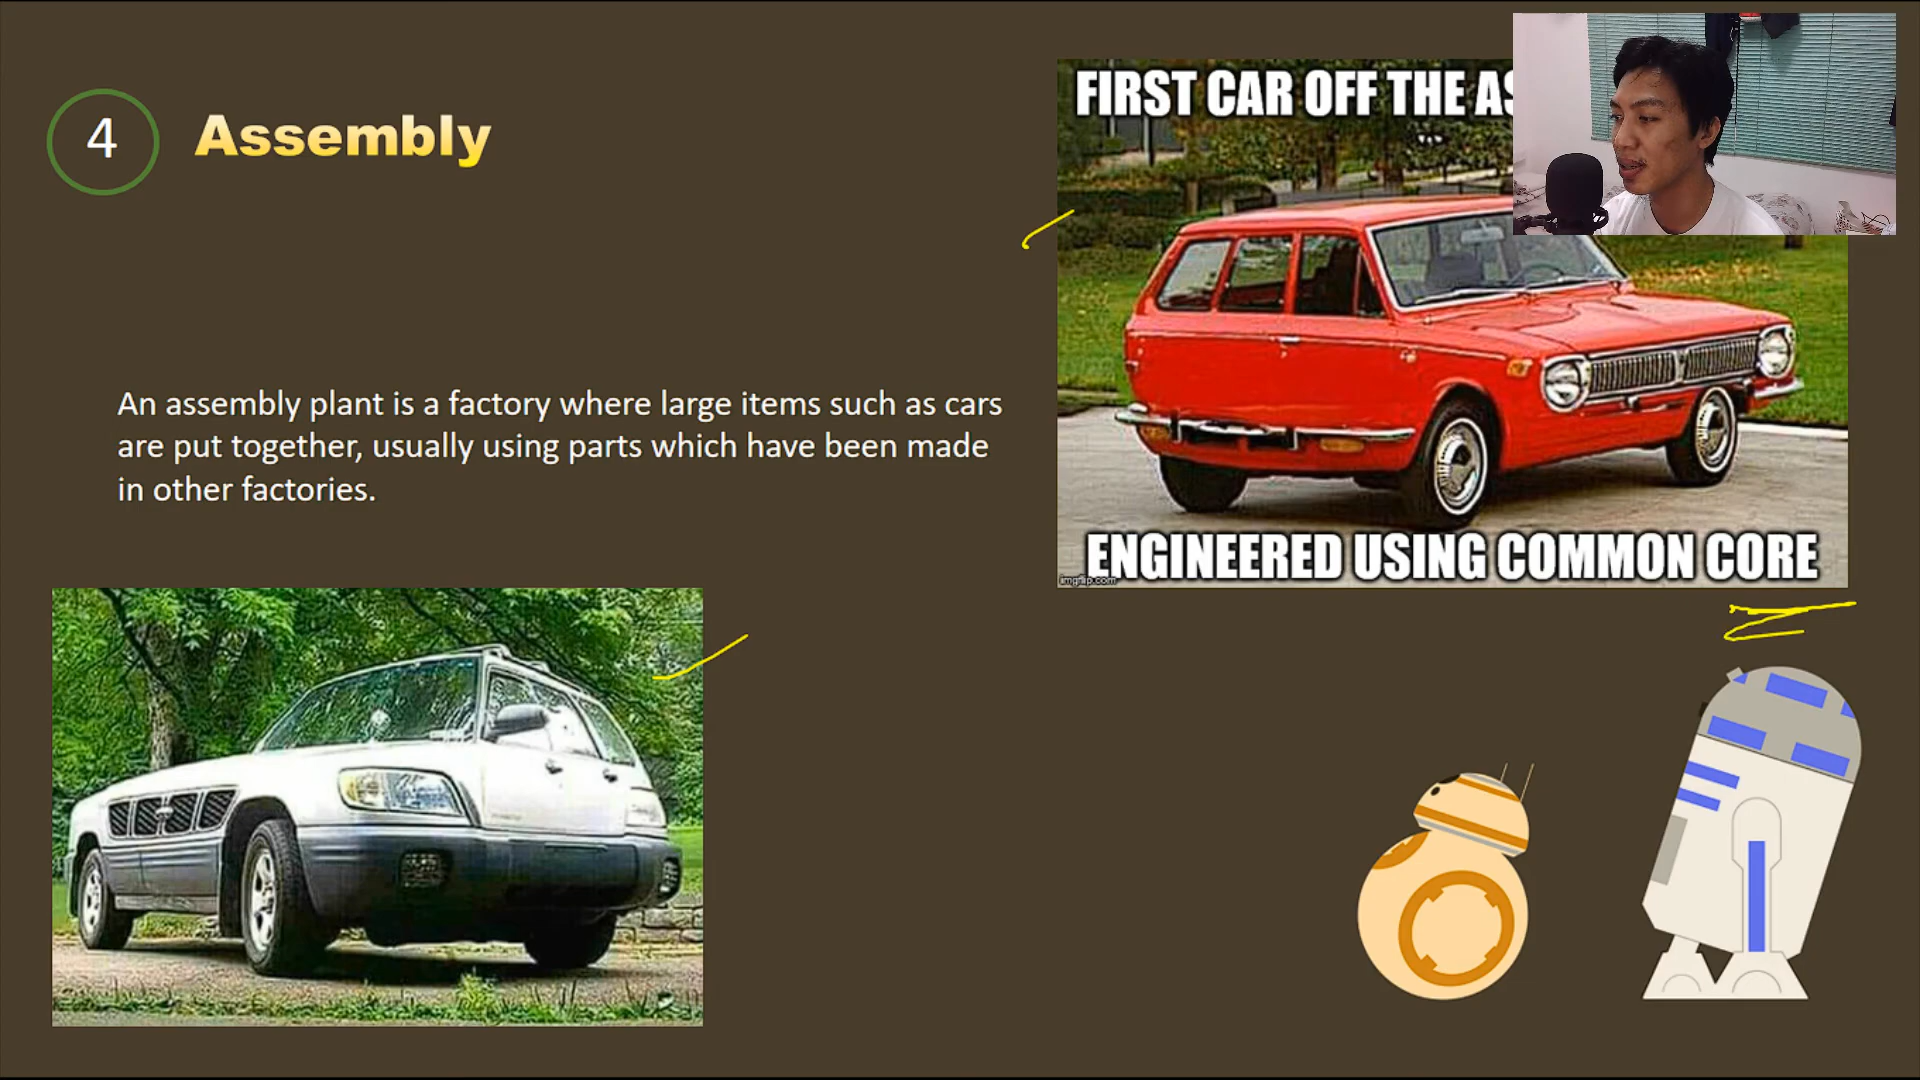 4
Assembly
FIRST CAR OFF THE
An assembly plant is a factory where large items such as cars
are put together, usually using parts which have been made
in other factories.
ENGINEERED USING COMMON CORE
imgflip.com